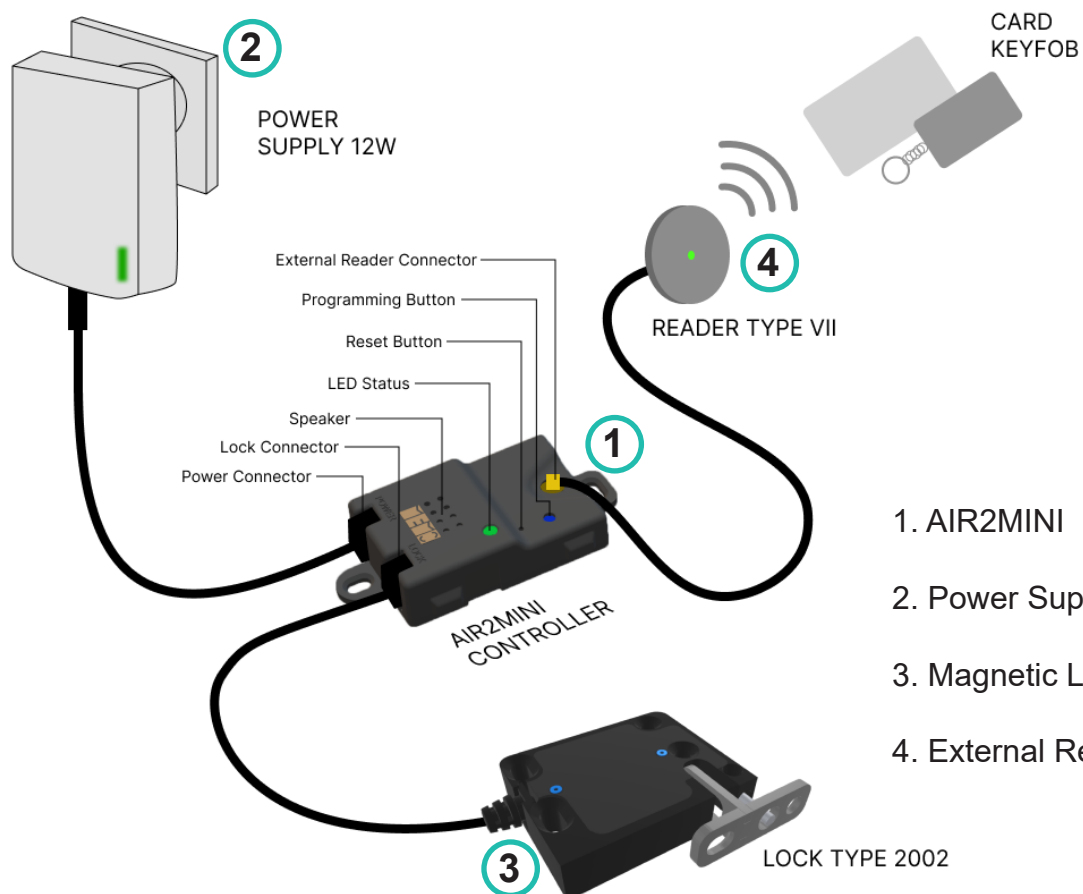 2
POWER
SUPPLY 12W
CARD
KEYFOB
4
READER TYPE VII
External Reader Connector
Programming Button
Reset Button
LED Status
Speaker
Lock Connector
Power Connector
1
POWER
LOCK
AIR2MINI
CONTROLLER
1. AIR2MINI
2. Power Sup
3. Magnetic L
4. External Re
3
LOCK TYPE 2002